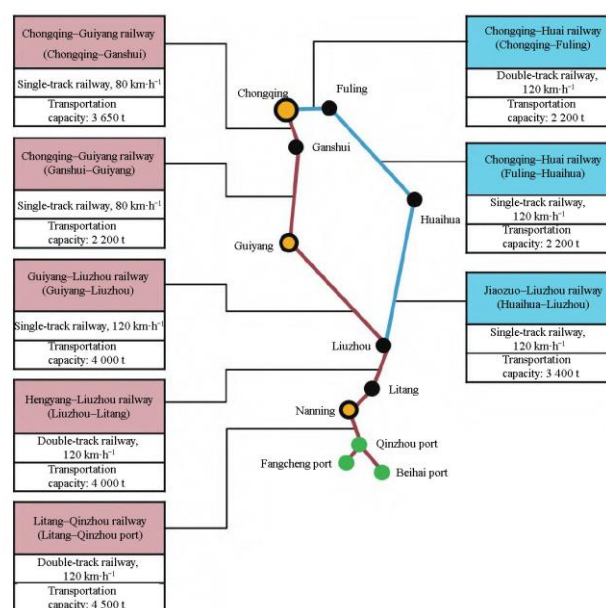 Chongqing–Guiyang railway
(Chongqing–Ganshui)
Single-track railway, 80 km·h⁻¹
Transportation
capacity: 3 650 t
Chongqing–Guiyang railway
(Ganshui–Guiyang)
Single-track railway, 80 km·h⁻¹
Transportation
capacity: 2 200 t
Guiyang–Liuzhou railway
(Guiyang–Liuzhou)
Single-track railway, 120 km·h⁻¹
Transportation
capacity: 4 000 t
Hengyang–Liuzhou railway
(Liuzhou–Litang)
Double-track railway,
120 km·h⁻¹
Transportation
capacity: 4 000 t
Litang–Qinzhou railway
(Litang–Qinzhou port)
Double-track railway,
120 km·h⁻¹
Transportation
capacity: 4 500 t
Chongqing
Fuling
Ganshui
Huaihua
Guiyang
Liuzhou
Litang
Nanning
Qinzhou port
Fangcheng port
Beihai port
Chongqing–Huai railway
(Chongqing–Fuling)
Double-track railway,
120 km·h⁻¹
Transportation
capacity: 2 200 t
Chongqing–Huai railway
(Fuling–Huaihua)
Single-track railway,
120 km·h⁻¹
Transportation
capacity: 2 200 t
Jiaozuo–Liuzhou railway
(Huaihua–Liuzhou)
Single-track railway,
120 km·h⁻¹
Transportation
capacity: 3 400 t